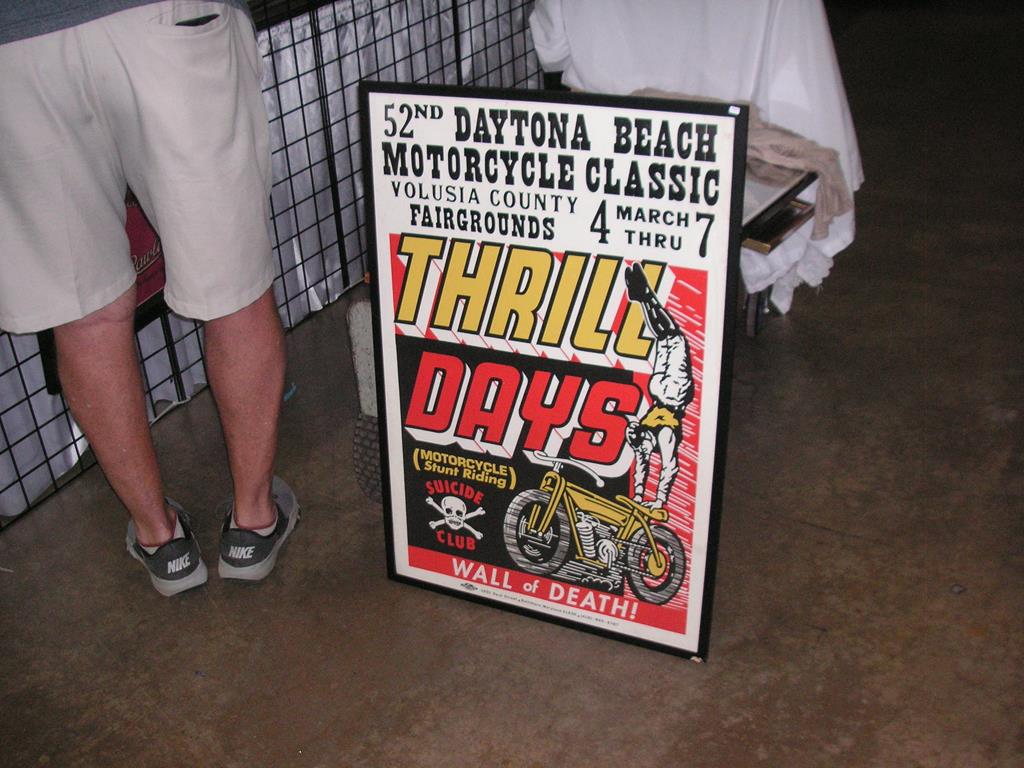 52ND DAYTONA BEACH
MOTORCYCLE CLASSIC
VOLUSIA COUNTY
FAIRGROUNDS
4 MARCH THRU 7
THRILL
DAYS
(MOTORCYCLE
Stunt Riding)
SUICIDE
CLUB
WALL of DEATH!
NIKE
NIKE